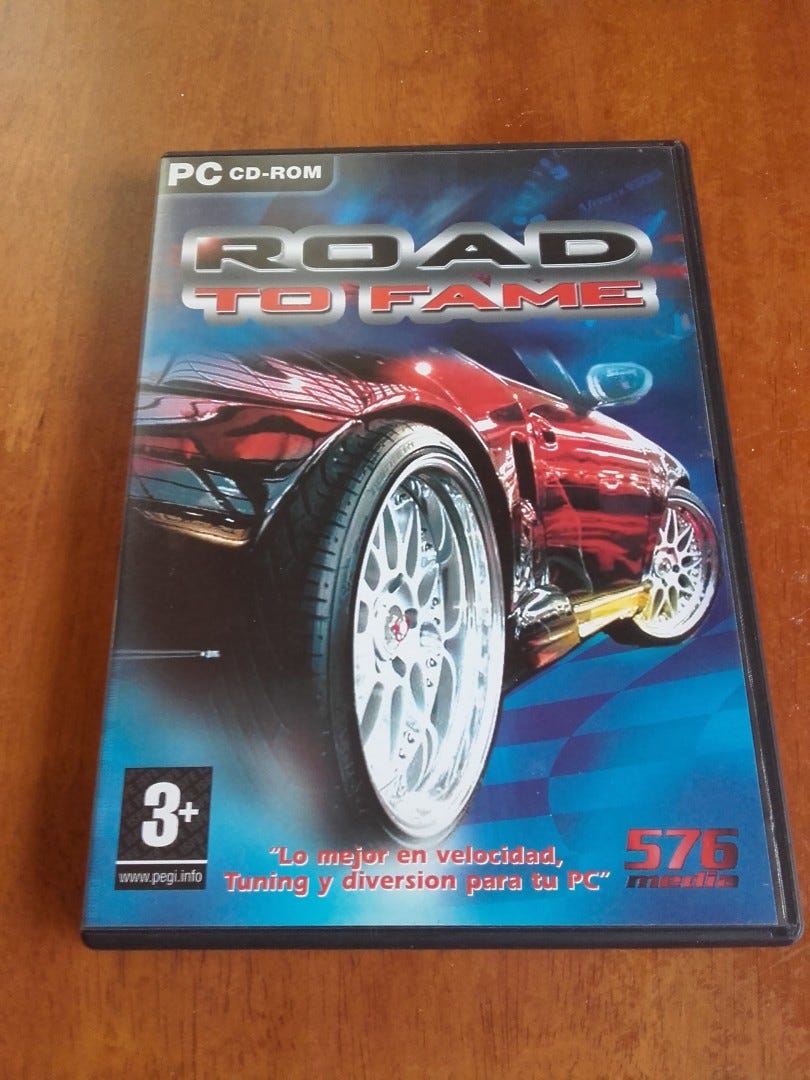 PC CD-ROM
ROAD
TO FAME
3+
www.pegi.info
"Lo mejor en velocidad,
Tuning y diversion para tu PC"
576
media